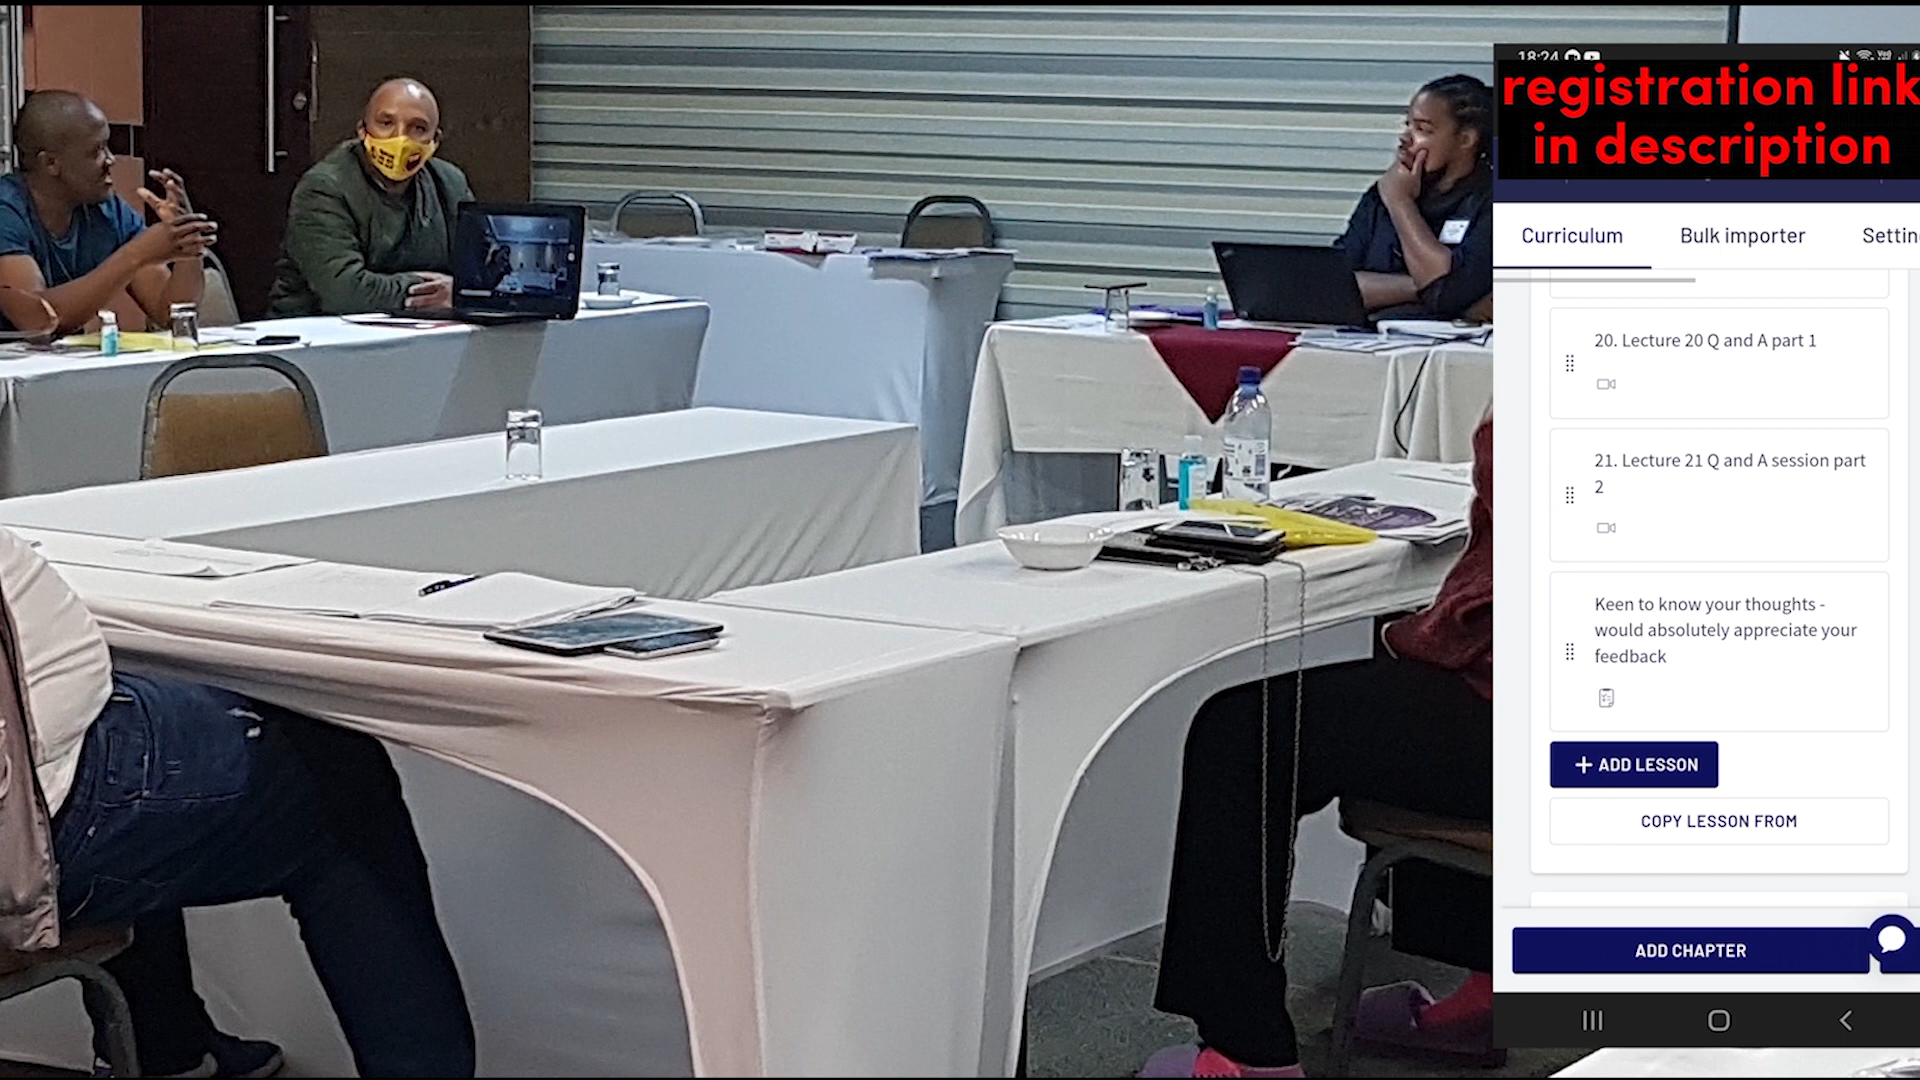 18:24
registration link
in description
Curriculum
Bulk importer
Settin
20. Lecture 20 Q and A part 1
21. Lecture 21 Q and A session part
2
Keen to know your thoughts -
would absolutely appreciate your
feedback
+ ADD LESSON
COPY LESSON FROM
ADD CHAPTER